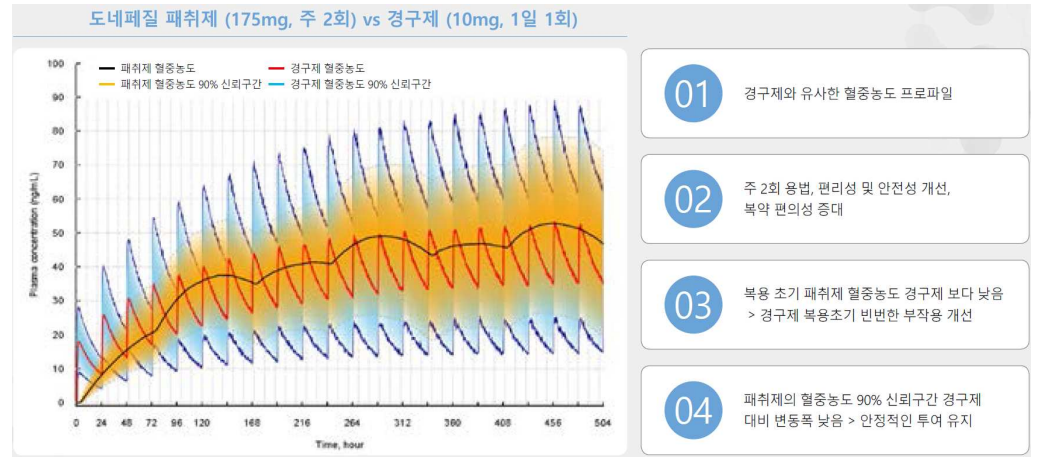 도네페질 패취제 (175mg, 주 2회) vs 경구제 (10mg, 1일 1회)
패취제 혈중농도
경구제 혈중농도
패취제 혈중농도 90% 신뢰구간
경구제 혈중농도 90% 신뢰구간
Plasma concentration (ng/mL)
100
90
80
70
60
50
40
30
20
10
0
0 24 48 72 96 120 168 216 264 312 360 408 456 504
Time, hour
01
경구제와 유사한 혈중농도 프로파일
02
주 2회 용법, 편리성 및 안전성 개선,
복약 편의성 증대
03
복용 초기 패취제 혈중농도 경구제 보다 낮음
> 경구제 복용초기 빈번한 부작용 개선
04
패취제의 혈중농도 90% 신뢰구간 경구제
대비 변동폭 낮음 > 안정적인 투여 유지